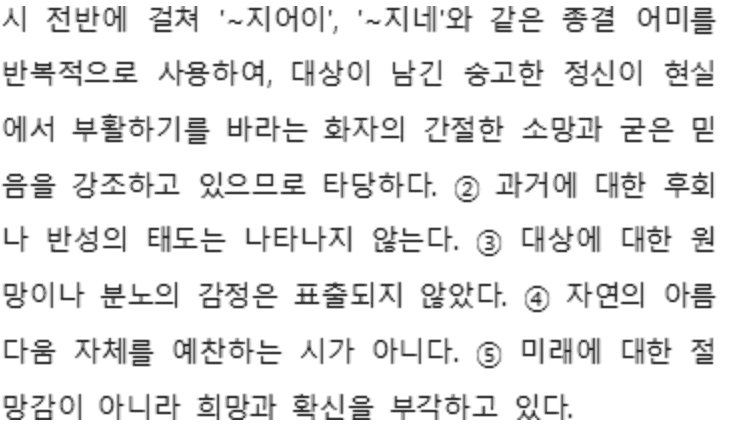 시 전반에 걸쳐 '~지어이', '~지네'와 같은 종결 어미를
반복적으로 사용하여, 대상이 남긴 숭고한 정신이 현실
에서 부활하기를 바라는 화자의 간절한 소망과 굳은 믿
음을 강조하고 있으므로 타당하다. ② 과거에 대한 후회
나 반성의 태도는 나타나지 않는다. ③ 대상에 대한 원
망이나 분노의 감정은 표출되지 않았다. ④ 자연의 아름
다움 자체를 예찬하는 시가 아니다. ⑤ 미래에 대한 절
망감이 아니라 희망과 확신을 부각하고 있다.